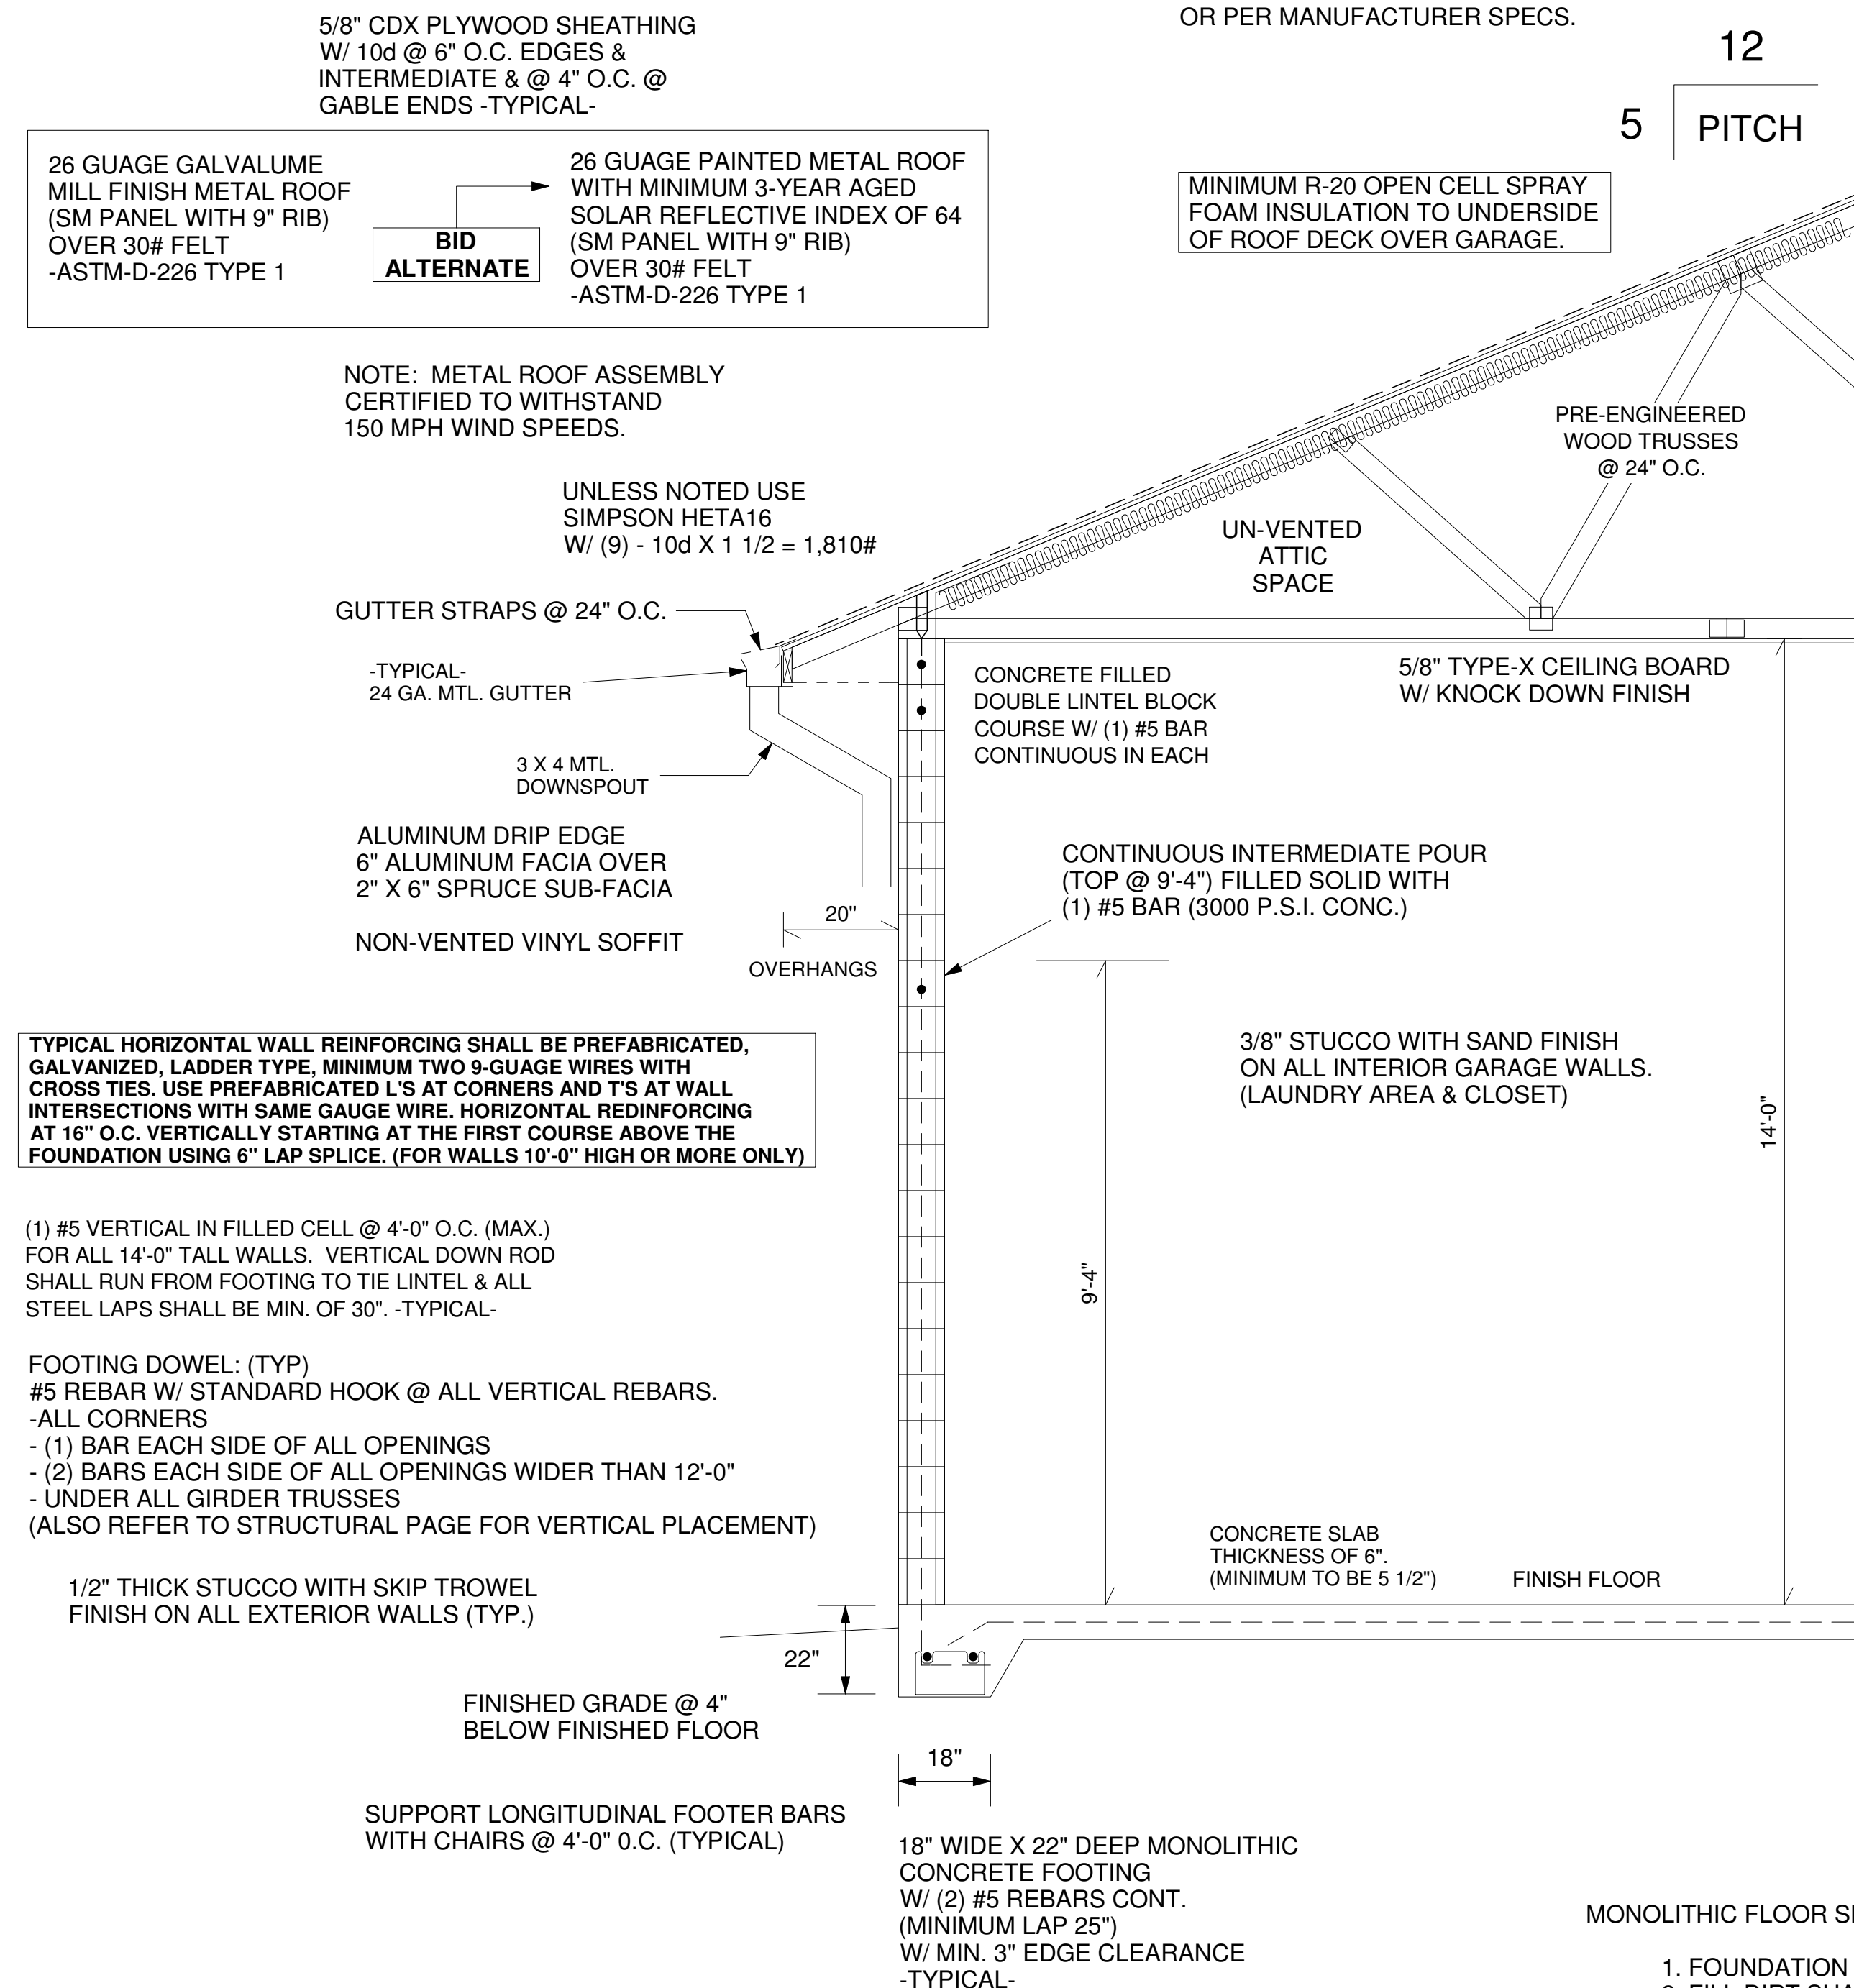 5/8" CDX PLYWOOD SHEATHING
W/ 10d @ 6" O.C. EDGES &
INTERMEDIATE & @ 4" O.C. @
GABLE ENDS -TYPICAL-
OR PER MANUFACTURER SPECS.
12
5
PITCH
26 GUAGE GALVALUME
MILL FINISH METAL ROOF
(SM PANEL WITH 9" RIB)
OVER 30# FELT
-ASTM-D-226 TYPE 1
BID
ALTERNATE
26 GUAGE PAINTED METAL ROOF
WITH MINIMUM 3-YEAR AGED
SOLAR REFLECTIVE INDEX OF 64
(SM PANEL WITH 9" RIB)
OVER 30# FELT
-ASTM-D-226 TYPE 1
MINIMUM R-20 OPEN CELL SPRAY
FOAM INSULATION TO UNDERSIDE
OF ROOF DECK OVER GARAGE.
NOTE: METAL ROOF ASSEMBLY
CERTIFIED TO WITHSTAND
150 MPH WIND SPEEDS.
PRE-ENGINEERED
WOOD TRUSSES
@ 24" O.C.
UNLESS NOTED USE
SIMPSON HETA16
W/ (9) - 10d X 1 1/2 = 1,810#
UN-VENTED
ATTIC
SPACE
GUTTER STRAPS @ 24" O.C.
-TYPICAL-
24 GA. MTL. GUTTER
CONCRETE FILLED
DOUBLE LINTEL BLOCK
COURSE W/ (1) #5 BAR
CONTINUOUS IN EACH
5/8" TYPE-X CEILING BOARD
W/ KNOCK DOWN FINISH
3 X 4 MTL.
DOWNSPOUT
ALUMINUM DRIP EDGE
6" ALUMINUM FACIA OVER
2" X 6" SPRUCE SUB-FACIA
NON-VENTED VINYL SOFFIT
20"
OVERHANGS
CONTINUOUS INTERMEDIATE POUR
(TOP @ 9'-4") FILLED SOLID WITH
(1) #5 BAR (3000 P.S.I. CONC.)
TYPICAL HORIZONTAL WALL REINFORCING SHALL BE PREFABRICATED,
GALVANIZED, LADDER TYPE, MINIMUM TWO 9-GUAGE WIRES WITH
CROSS TIES. USE PREFABRICATED L'S AT CORNERS AND T'S AT WALL
INTERSECTIONS WITH SAME GAUGE WIRE. HORIZONTAL REDINFORCING
AT 16" O.C. VERTICALLY STARTING AT THE FIRST COURSE ABOVE THE
FOUNDATION USING 6" LAP SPLICE. (FOR WALLS 10'-0" HIGH OR MORE ONLY)
3/8" STUCCO WITH SAND FINISH
ON ALL INTERIOR GARAGE WALLS.
(LAUNDRY AREA & CLOSET)
14'-0"
9'-4"
(1) #5 VERTICAL IN FILLED CELL @ 4'-0" O.C. (MAX.)
FOR ALL 14'-0" TALL WALLS. VERTICAL DOWN ROD
SHALL RUN FROM FOOTING TO TIE LINTEL & ALL
STEEL LAPS SHALL BE MIN. OF 30". -TYPICAL-
FOOTING DOWEL: (TYP)
#5 REBAR W/ STANDARD HOOK @ ALL VERTICAL REBARS.
-ALL CORNERS
- (1) BAR EACH SIDE OF ALL OPENINGS
- (2) BARS EACH SIDE OF ALL OPENINGS WIDER THAN 12'-0"
- UNDER ALL GIRDER TRUSSES
(ALSO REFER TO STRUCTURAL PAGE FOR VERTICAL PLACEMENT)
CONCRETE SLAB
THICKNESS OF 6".
(MINIMUM TO BE 5 1/2")
FINISH FLOOR
1/2" THICK STUCCO WITH SKIP TROWEL
FINISH ON ALL EXTERIOR WALLS (TYP.)
22"
FINISHED GRADE @ 4"
BELOW FINISHED FLOOR
18"
SUPPORT LONGITUDINAL FOOTER BARS
WITH CHAIRS @ 4'-0" 0.C. (TYPICAL)
18" WIDE X 22" DEEP MONOLITHIC
CONCRETE FOOTING
W/ (2) #5 REBARS CONT.
(MINIMUM LAP 25")
W/ MIN. 3" EDGE CLEARANCE
-TYPICAL-
MONOLITHIC FLOOR
1. FOUNDATION